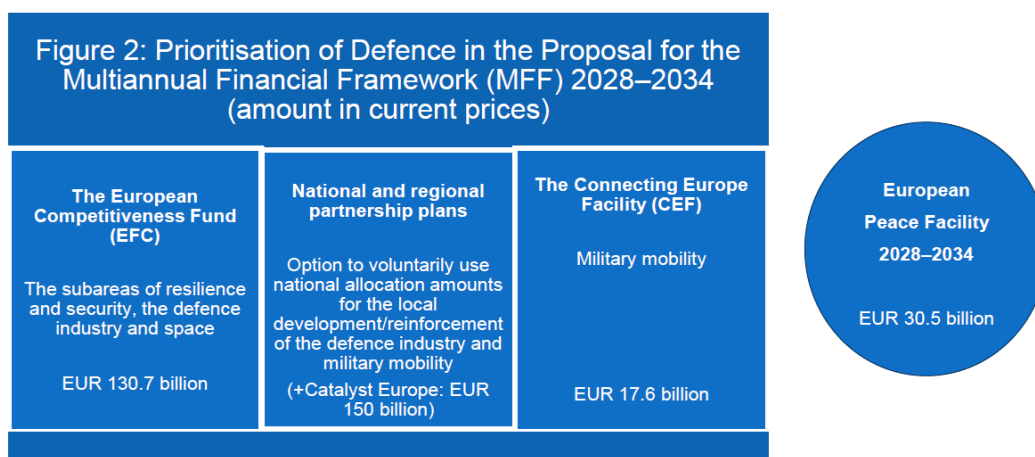 Figure 2: Prioritisation of Defence in the Proposal for the
Multiannual Financial Framework (MFF) 2028–2034
(amount in current prices)
The European
Competitiveness Fund
(EFC)
The subareas of resilience
and security, the defence
industry and space
EUR 130.7 billion
National and regional
partnership plans
Option to voluntarily use
national allocation amounts
for the local
development/reinforcement
of the defence industry and
military mobility
(+Catalyst Europe: EUR
150 billion)
The Connecting Europe
Facility (CEF)
Military mobility
EUR 17.6 billion
European
Peace Facility
2028–2034
EUR 30.5 billion